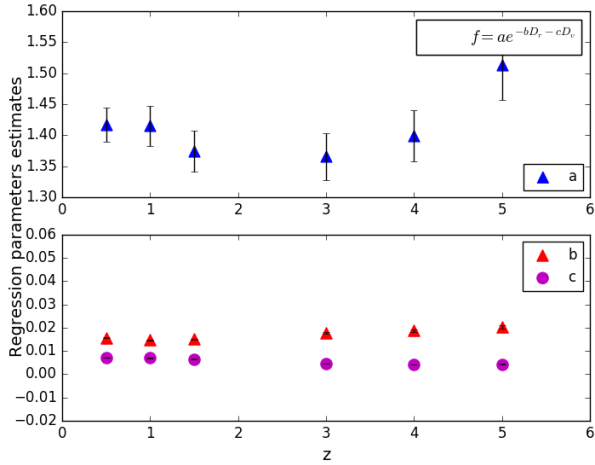 1.60
f = ae^{-bD_r-cD_v}
1.55
1.50
1.45
1.40
1.35
a
1.30
0 1 2 3 4 5 6
Regression parameters estimates
0.06
b
0.05
c
0.04
0.03
0.02
0.01
0.00
−0.01
−0.02
0 1 2 3 4 5 6
z